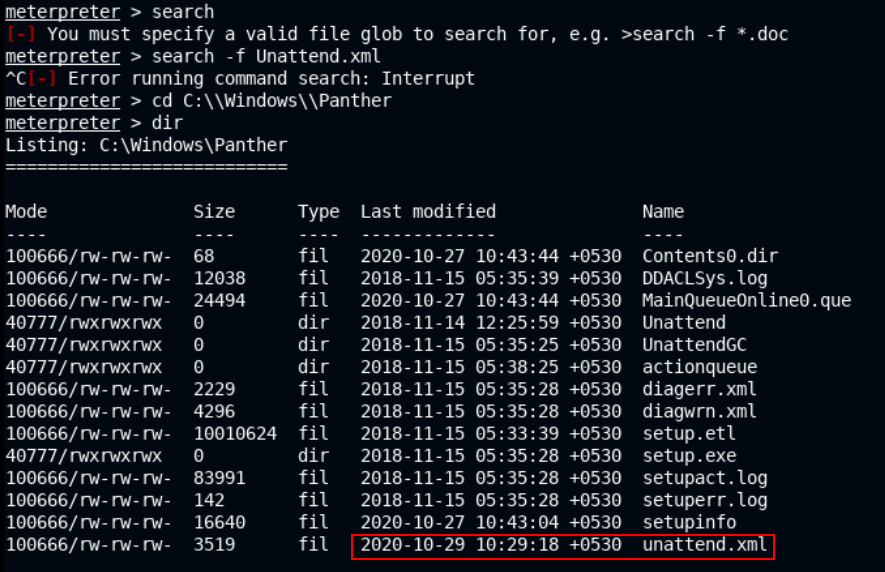 meterpreter > search
[-] You must specify a valid file glob to search for, e.g. >search -f *.doc
meterpreter > search -f Unattend.xml
^C[-] Error running command search: Interrupt
meterpreter > cd C:\\Windows\\Panther
meterpreter > dir
Listing: C:\Windows\Panther
===========================
Mode Size Type Last modified Name
---- ---- ---- ------------- ----
100666/rw-rw-rw- 68 fil 2020-10-27 10:43:44 +0530 Contents0.dir
100666/rw-rw-rw- 12038 fil 2018-11-15 05:35:39 +0530 DDACLSys.log
100666/rw-rw-rw- 24494 fil 2020-10-27 10:43:44 +0530 MainQueueOnline0.que
40777/rwxrwxrwx 0 dir 2018-11-14 12:25:59 +0530 Unattend
40777/rwxrwxrwx 0 dir 2018-11-15 05:35:25 +0530 UnattendGC
40777/rwxrwxrwx 0 dir 2018-11-15 05:38:25 +0530 actionqueue
100666/rw-rw-rw- 2229 fil 2018-11-15 05:35:28 +0530 diagerr.xml
100666/rw-rw-rw- 4296 fil 2018-11-15 05:35:28 +0530 diagwrn.xml
100666/rw-rw-rw- 10010624 fil 2018-11-15 05:33:39 +0530 setup.etl
40777/rwxrwxrwx 0 dir 2018-11-15 05:35:28 +0530 setup.exe
100666/rw-rw-rw- 83991 fil 2018-11-15 05:35:28 +0530 setupact.log
100666/rw-rw-rw- 142 fil 2018-11-15 05:35:28 +0530 setuperr.log
100666/rw-rw-rw- 16640 fil 2020-10-27 10:43:04 +0530 setupinfo
100666/rw-rw-rw- 3519 fil 2020-10-29 10:29:18 +0530 unattend.xml